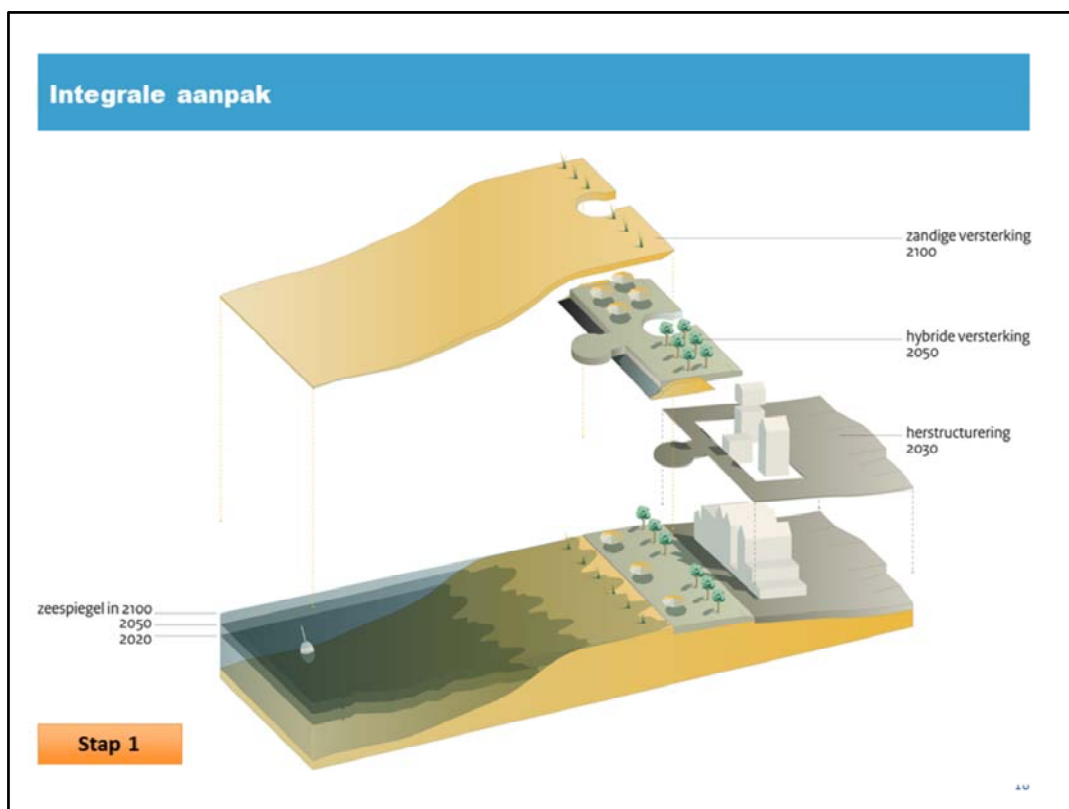 Integrale aanpak
zandige versterking
2100
hybride versterking
2050
herstructurering
2030
zeespiegel in 2100
2050
2020
Stap 1